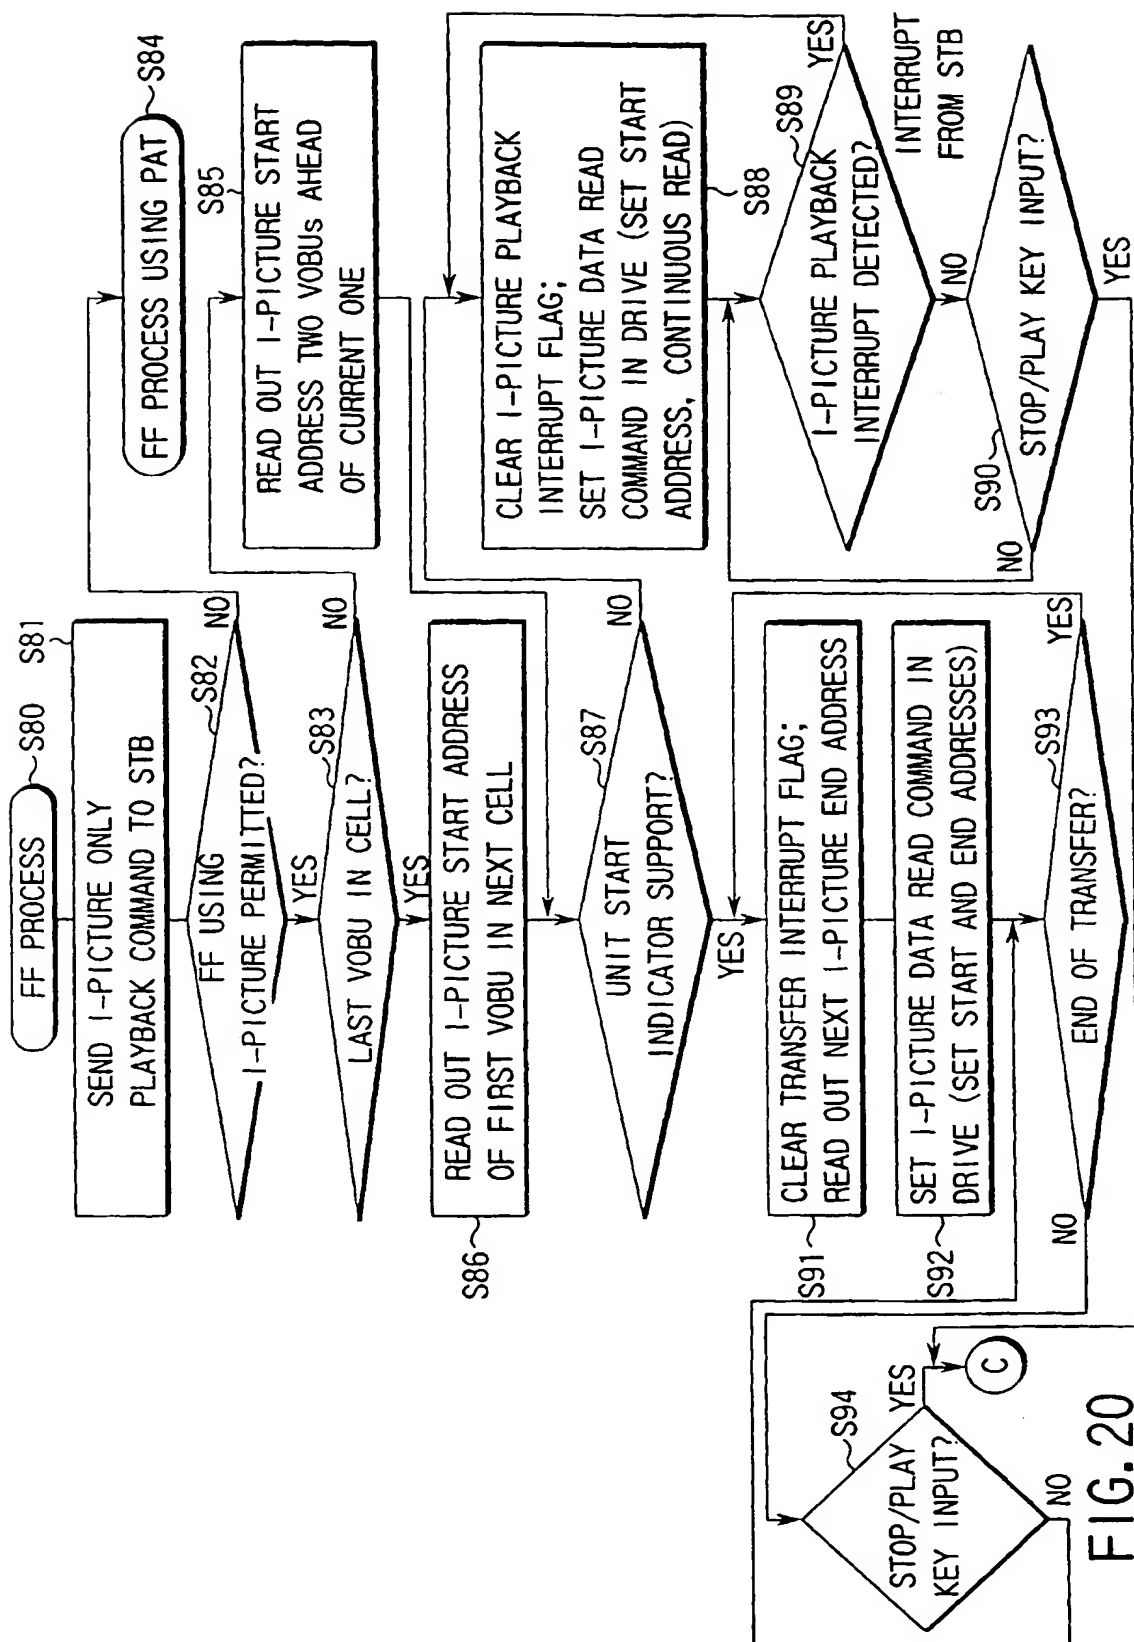 FF PROCESS
S80
SEND I-PICTURE ONLY
PLAYBACK COMMAND TO STB
S81
FF USING
I-PICTURE PERMITTED?
S82
NO
YES
LAST VOBU IN CELL?
S83
NO
YES
READ OUT I-PICTURE START ADDRESS
OF FIRST VOBU IN NEXT CELL
S86
UNIT START
INDICATOR SUPPORT?
S87
NO
YES
CLEAR TRANSFER INTERRUPT FLAG;
READ OUT NEXT I-PICTURE END ADDRESS
S91
SET I-PICTURE DATA READ COMMAND IN
DRIVE (SET START AND END ADDRESSES)
S92
END OF TRANSFER?
S93
YES
NO
FF PROCESS USING PAT
S84
READ OUT I-PICTURE START
ADDRESS TWO VOBUs AHEAD
OF CURRENT ONE
S85
CLEAR I-PICTURE PLAYBACK
INTERRUPT FLAG;
SET I-PICTURE DATA READ
COMMAND IN DRIVE (SET START
ADDRESS, CONTINUOUS READ)
S88
I-PICTURE PLAYBACK
INTERRUPT DETECTED?
S89
YES
NO
INTERRUPT
FROM STB
STOP/PLAY KEY INPUT?
S90
NO
YES
STOP/PLAY
KEY INPUT?
S94
YES
NO
C
FIG. 20